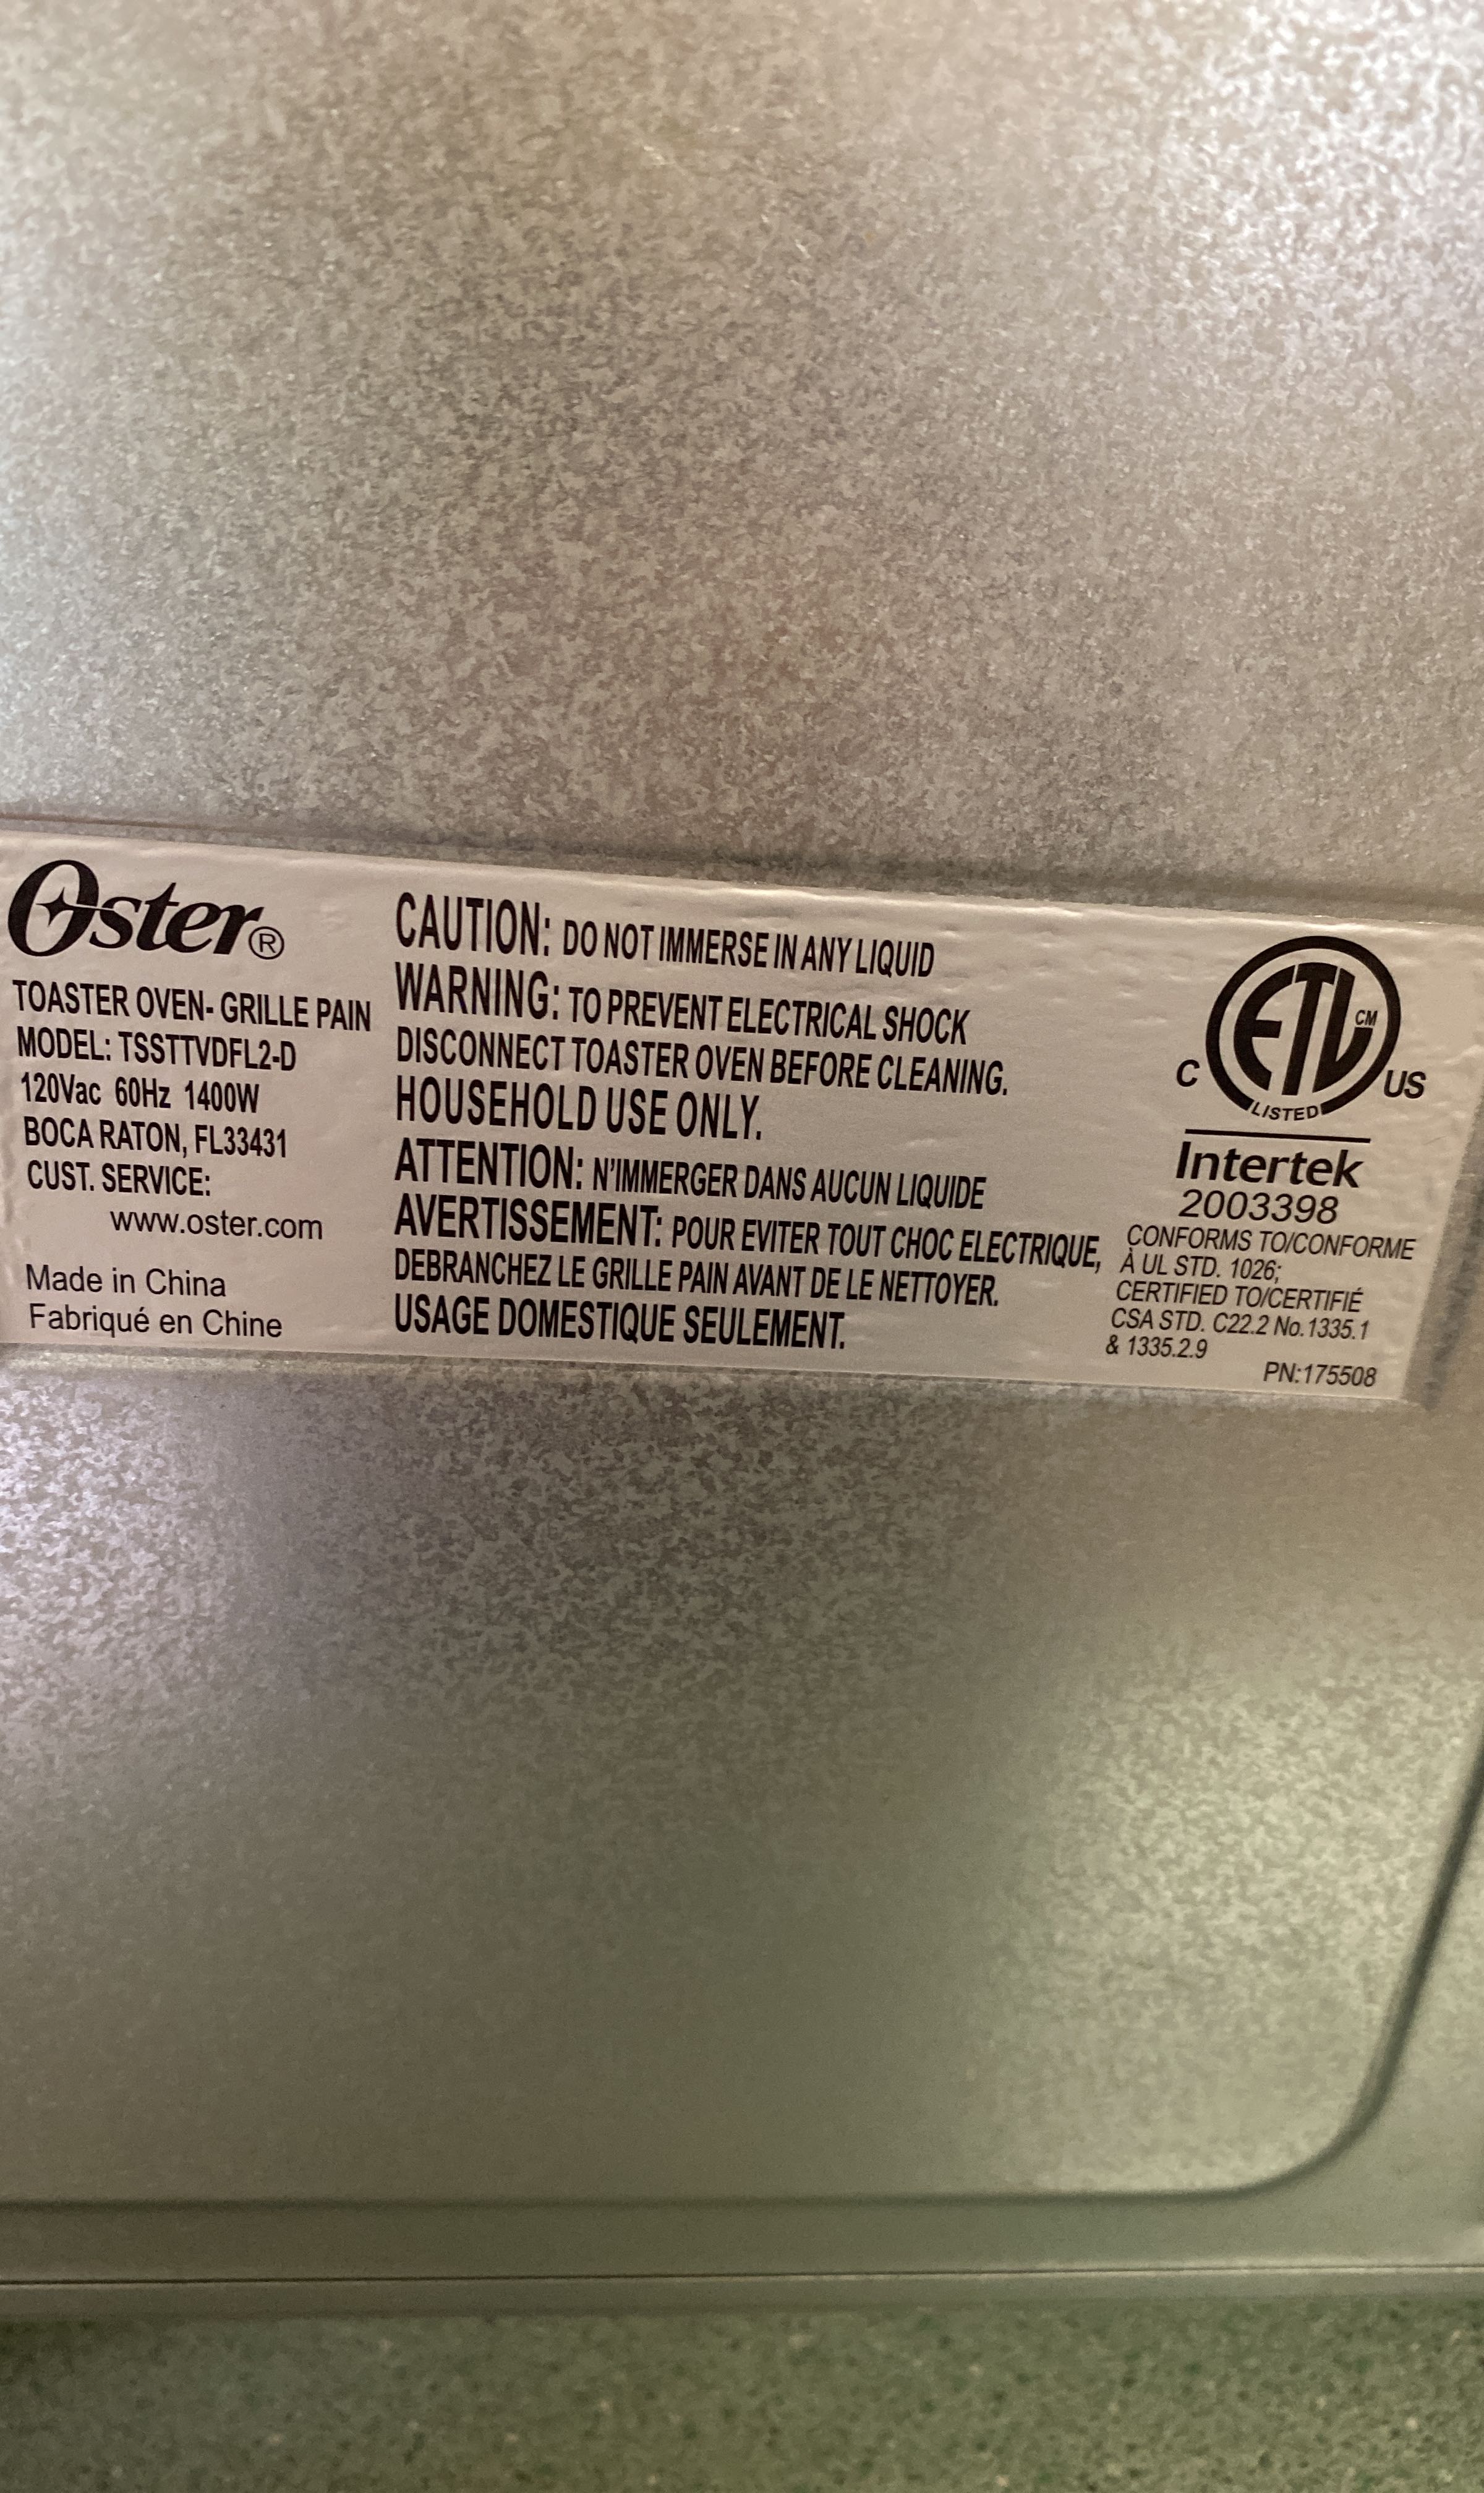 Oster®
TOASTER OVEN- GRILLE PAIN
MODEL: TSSTTVDFL2-D
120Vac 60Hz 1400W
BOCA RATON, FL33431
CUST. SERVICE:
www.oster.com
Made in China
Fabriqué en Chine
CAUTION: DO NOT IMMERSE IN ANY LIQUID
WARNING: TO PREVENT ELECTRICAL SHOCK
DISCONNECT TOASTER OVEN BEFORE CLEANING.
HOUSEHOLD USE ONLY.
ATTENTION: N'IMMERGER DANS AUCUN LIQUIDE
AVERTISSEMENT: POUR EVITER TOUT CHOC ELECTRIQUE,
DEBRANCHEZ LE GRILLE PAIN AVANT DE LE NETTOYER.
USAGE DOMESTIQUE SEULEMENT.
ETL CM
C US
LISTED
Intertek
2003398
CONFORMS TO/CONFORME
À UL STD. 1026;
CERTIFIED TO/CERTIFIÉ
CSA STD. C22.2 No.1335.1
& 1335.2.9
PN:175508